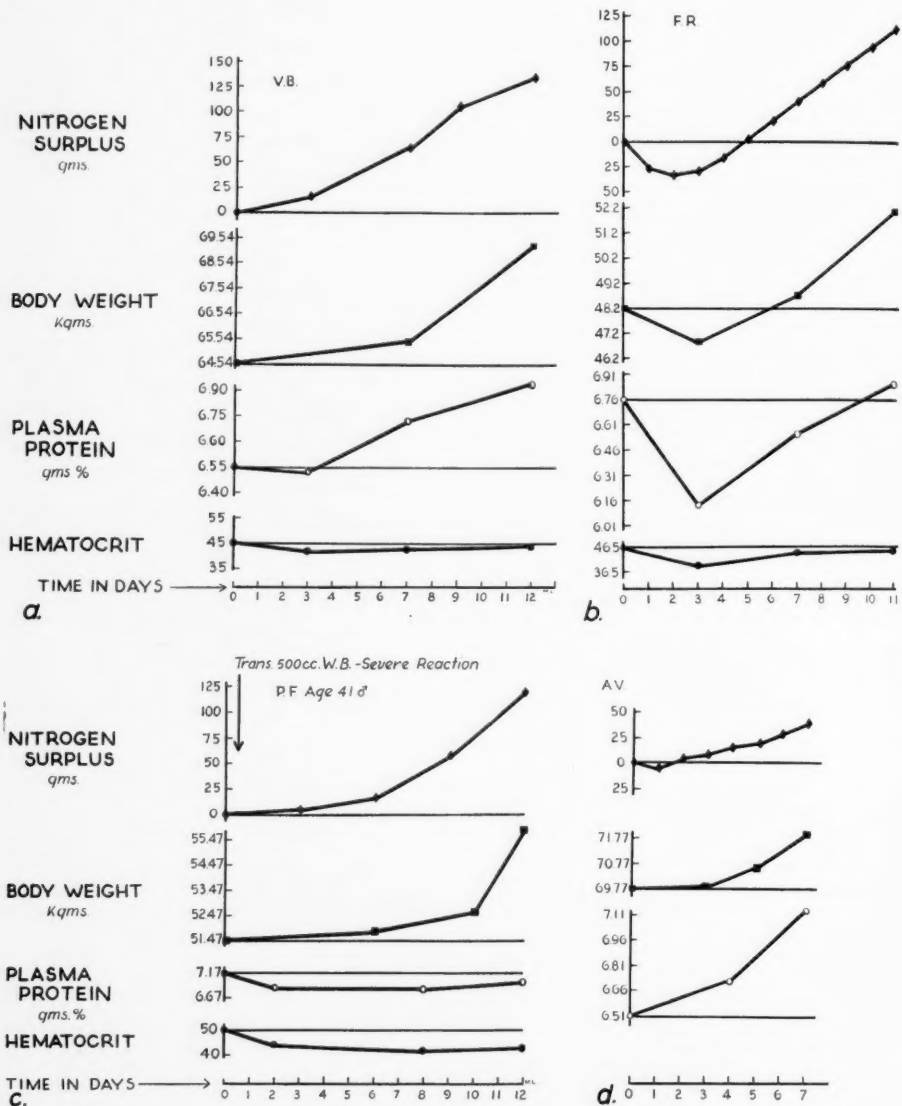 V.B.
NITROGEN
SURPLUS
gms.
150
125
100
75
50
25
0
BODY WEIGHT
Kgms.
69.54
68.54
67.54
66.54
65.54
64.54
PLASMA
PROTEIN
gms %
6.90
6.75
6.60
6.55
6.40
HEMATOCRIT
55
45
35
TIME IN DAYS
0 1 2 3 4 5 6 7 8 9 10 11 12
a.
F.R.
125
100
75
50
25
0
25
50
52.2
51.2
50.2
49.2
48.2
47.2
46.2
6.91
6.76
6.61
6.46
6.31
6.16
6.01
46.5
36.5
0 1 2 3 4 5 6 7 8 9 10 11
b.
Trans. 500cc. W.B. - Severe Reaction
P.F. Age 41 ♂
NITROGEN
SURPLUS
gms.
125
100
75
50
25
0
BODY WEIGHT
Kgms.
55.47
54.47
53.47
52.47
51.47
PLASMA
PROTEIN
gms.%
7.17
6.67
HEMATOCRIT
50
40
TIME IN DAYS
0 1 2 3 4 5 6 7 8 9 10 11 12
c.
A.V.
50
25
0
25
71.77
70.77
69.77
7.11
6.96
6.81
6.66
6.51
0 1 2 3 4 5 6 7
d.